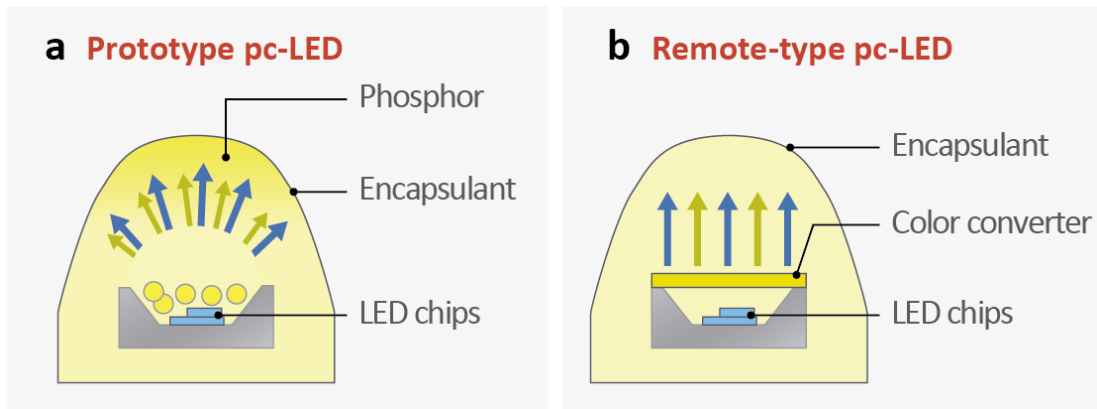 a Prototype pc-LED
Phosphor
Encapsulant
LED chips
b Remote-type pc-LED
Encapsulant
Color converter
LED chips